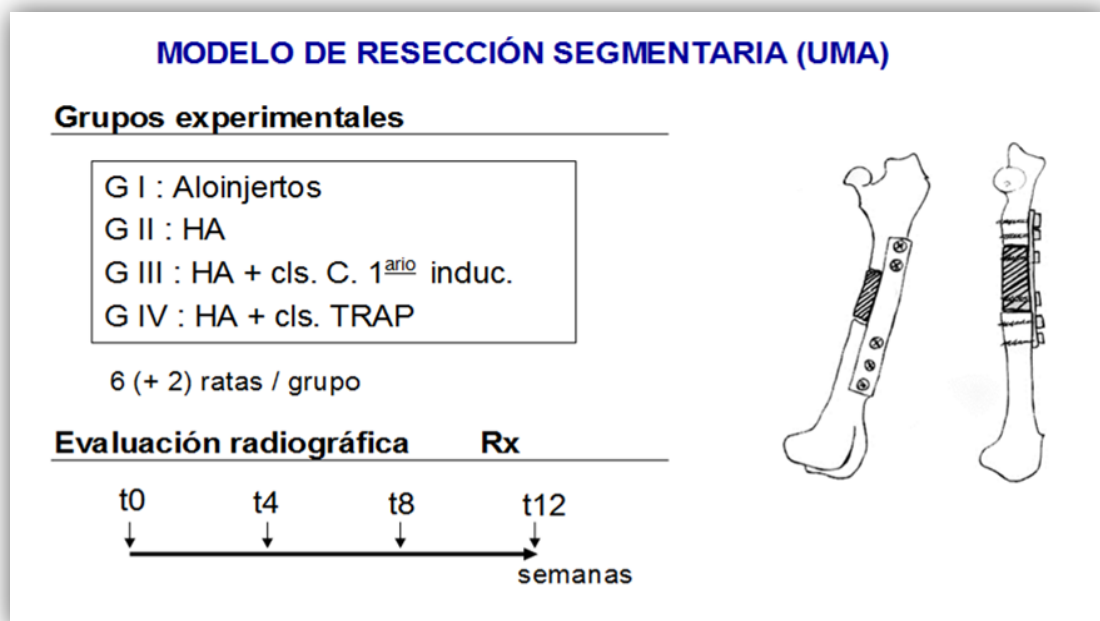 MODELO DE RESECCIÓN SEGMENTARIA (UMA)
Grupos experimentales
G I : Aloinjertos
G II : HA
G III : HA + cls. C. 1ario induc.
G IV : HA + cls. TRAP
6 (+ 2) ratas / grupo
Evaluación radiográfica Rx
t0 t4 t8 t12
semanas